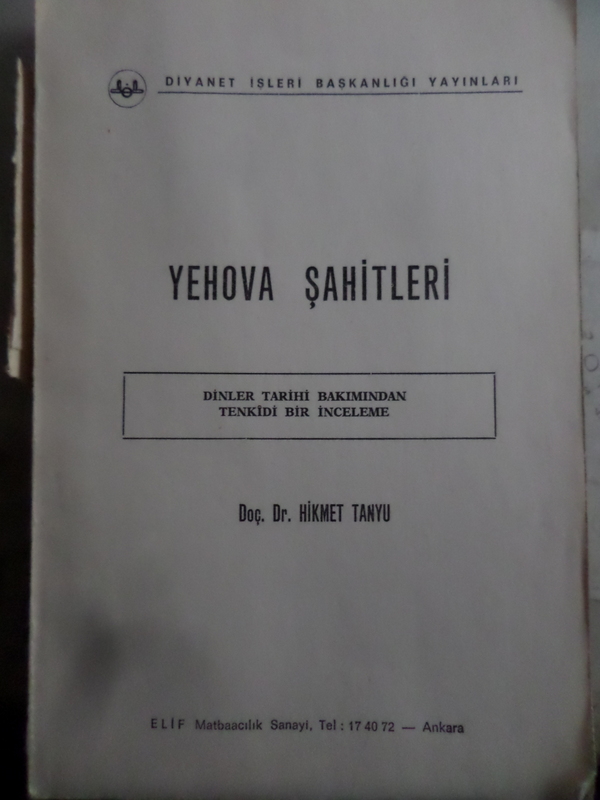 DİYANET İŞLERİ BAŞKANLIĞI YAYINLARI
YEHOVA ŞAHİTLERİ
DİNLER TARİHİ BAKIMINDAN
TENKİDİ BİR İNCELEME
Doç. Dr. HİKMET TANYU
ELİF Matbaacılık Sanayi, Tel : 17 40 72 — Ankara